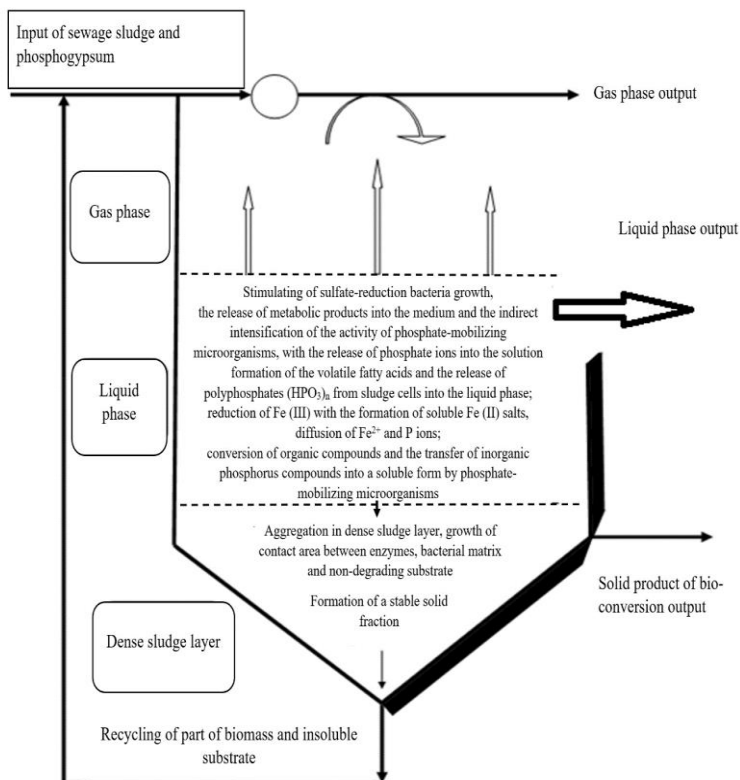 Input of sewage sludge and
phosphogypsum
Gas phase output
Gas phase
Liquid phase output
Stimulating of sulfate-reduction bacteria growth,
the release of metabolic products into the medium and the indirect
intensification of the activity of phosphate-mobilizing
microorganisms, with the release of phosphate ions into the solution
formation of the volatile fatty acids and the release of
polyphosphates (HPO₃)ₙ from sludge cells into the liquid phase;
reduction of Fe (III) with the formation of soluble Fe (II) salts,
diffusion of Fe²⁺ and P ions;
conversion of organic compounds and the transfer of inorganic
phosphorus compounds into a soluble form by phosphate-
mobilizing microorganisms
Liquid
phase
Aggregation in dense sludge layer, growth of
contact area between enzymes, bacterial matrix
and non-degrading substrate
Formation of a stable solid
fraction
Solid product of bio-
conversion output
Dense sludge layer
Recycling of part of biomass and insoluble
substrate